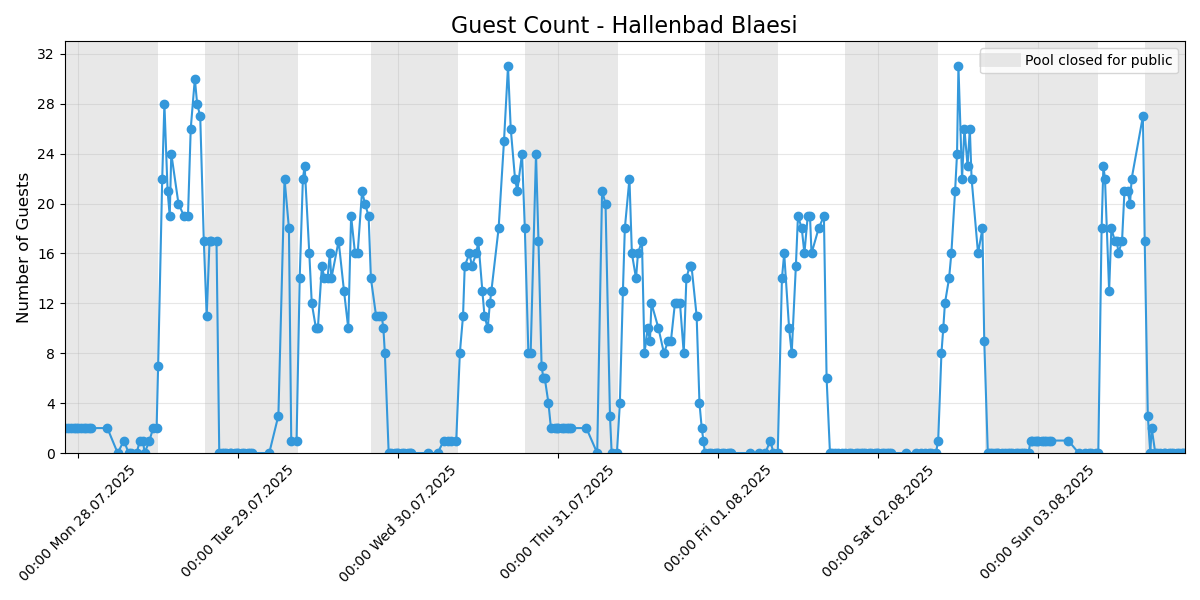 Guest Count - Hallenbad Blaesi
Pool closed for public
Number of Guests
32
28
24
20
16
12
8
4
0
00:00 Mon 28.07.2025
00:00 Tue 29.07.2025
00:00 Wed 30.07.2025
00:00 Thu 31.07.2025
00:00 Fri 01.08.2025
00:00 Sat 02.08.2025
00:00 Sun 03.08.2025